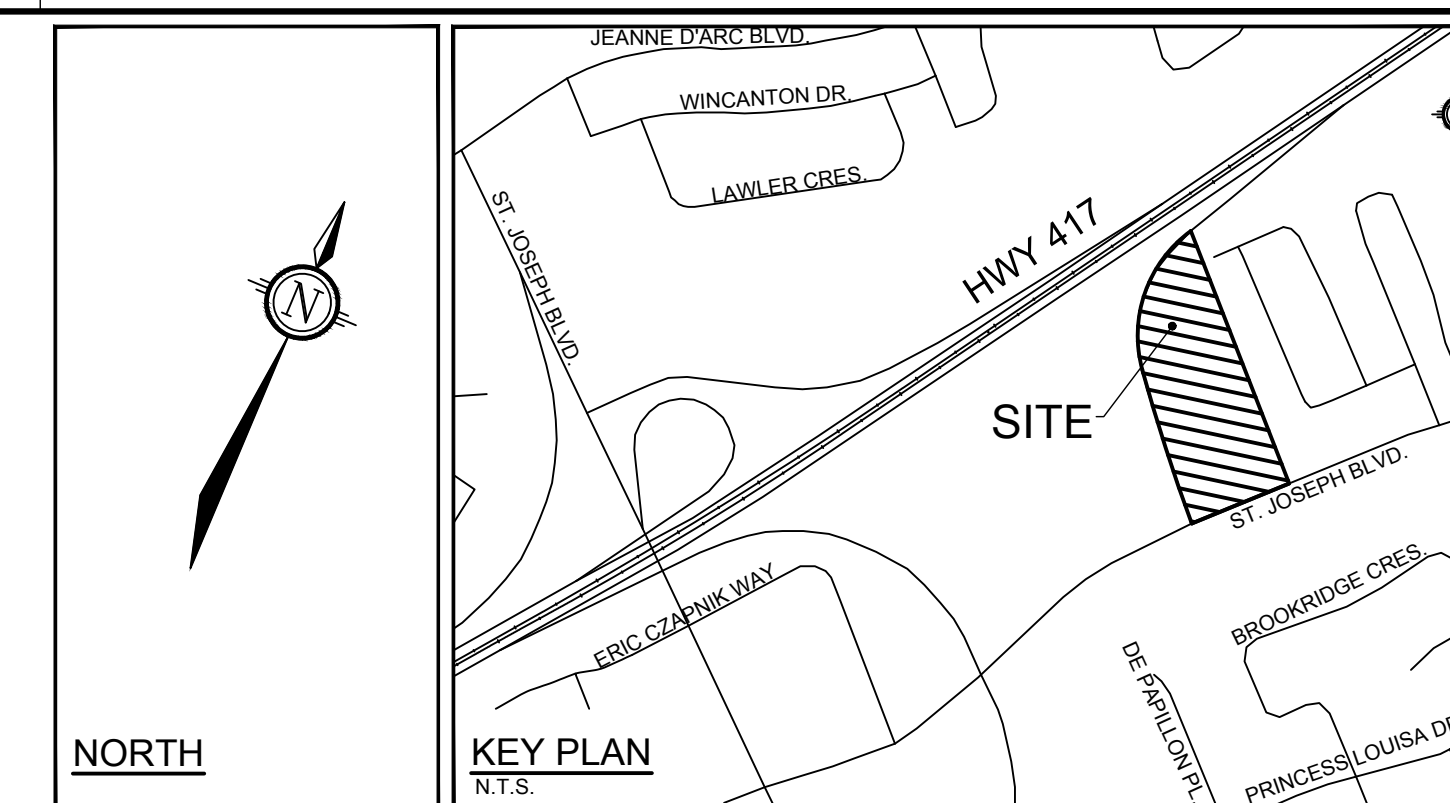 JEANNE D'ARC BLVD.
WINCANTON DR.
LAWLER CRES.
ST. JOSEPH BLVD.
HWY 417
N
SITE
ST. JOSEPH BLVD.
ERIC CZAPNIK WAY
BROOKRIDGE CRES.
DE PAPILLON PL.
PRINCESS LOUISA DR
NORTH
KEY PLAN
N.T.S.